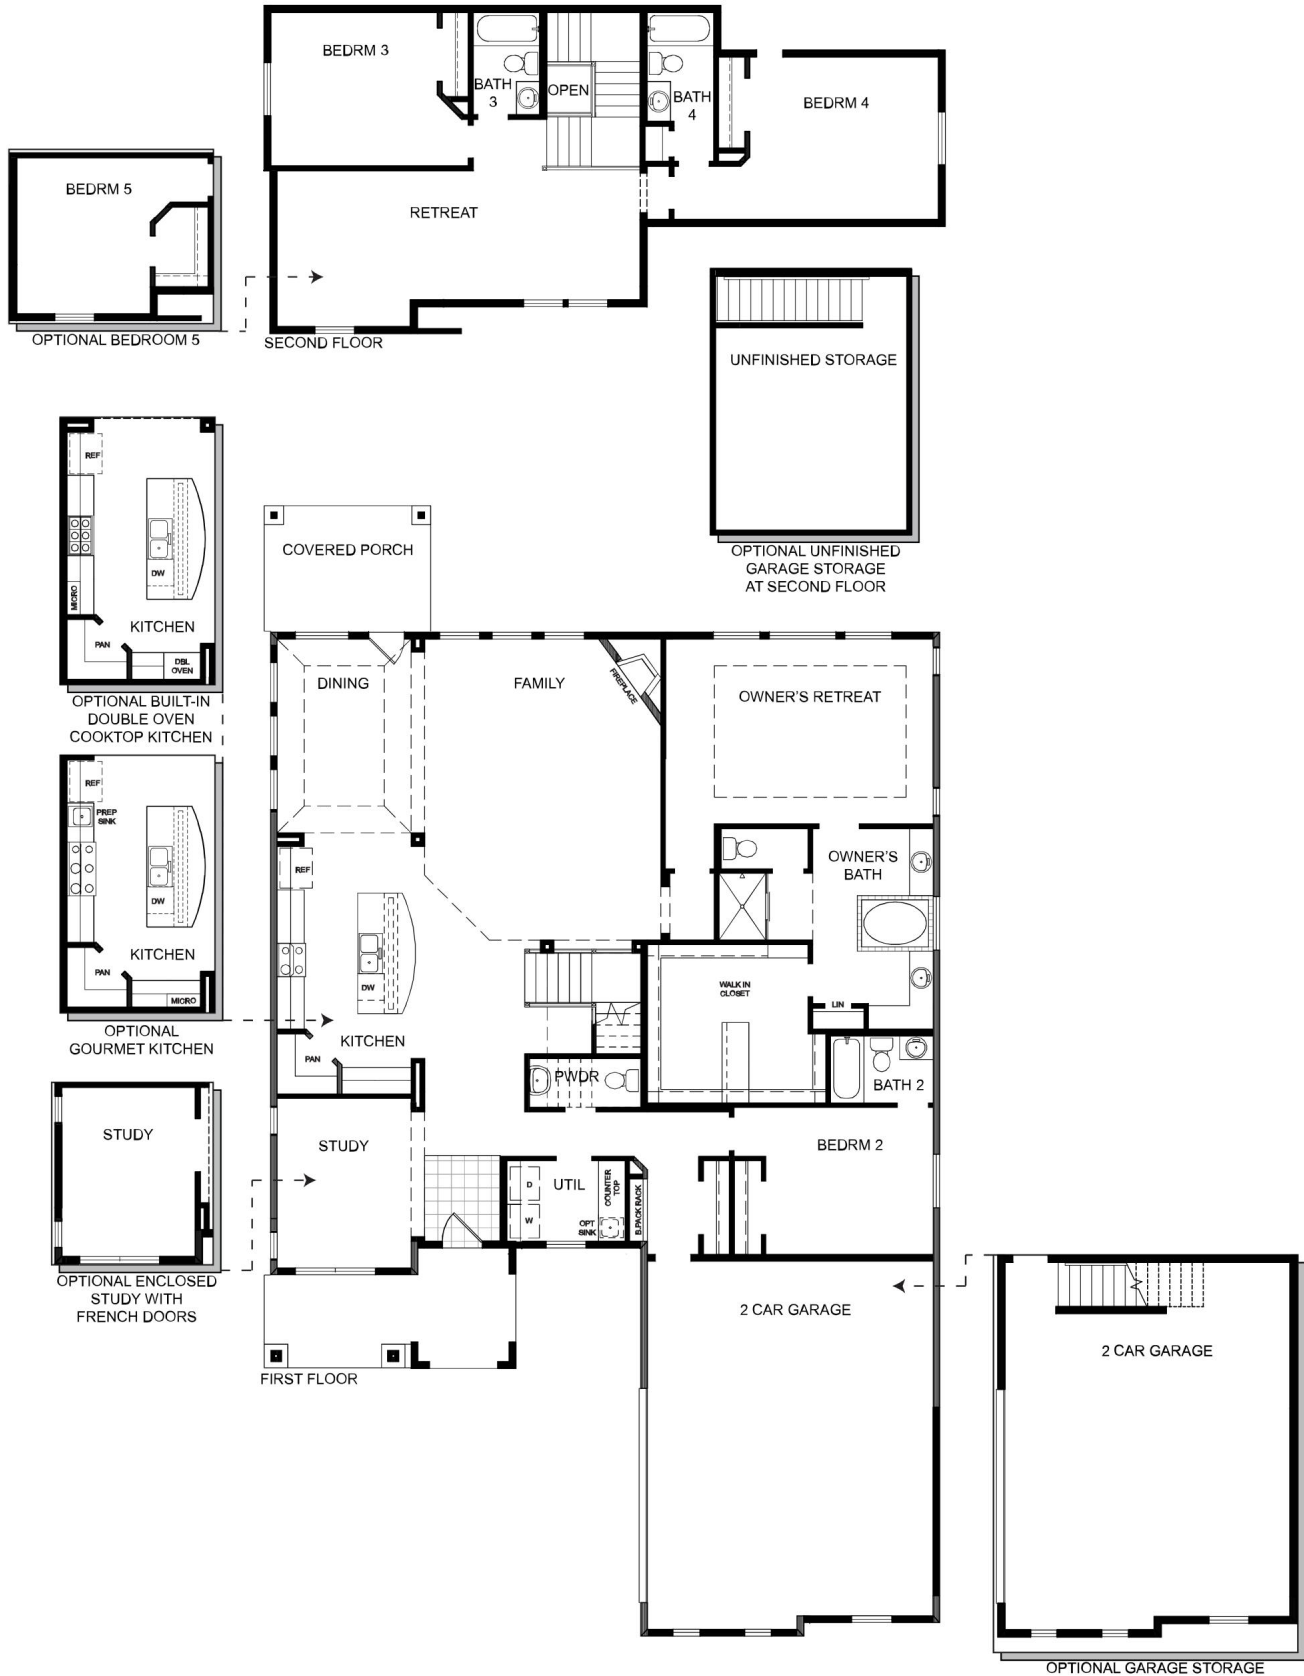 BEDRM 3
BATH
3
OPEN
BATH
4
BEDRM 4
RETREAT
SECOND FLOOR
BEDRM 5
OPTIONAL BEDROOM 5
UNFINISHED STORAGE
OPTIONAL UNFINISHED
GARAGE STORAGE
AT SECOND FLOOR
REF
DW
MICRO
KITCHEN
PAN
DBL
OVEN
OPTIONAL BUILT-IN
DOUBLE OVEN
COOKTOP KITCHEN
REF
PREP
SINK
DW
KITCHEN
PAN
MICRO
OPTIONAL
GOURMET KITCHEN
STUDY
OPTIONAL ENCLOSED
STUDY WITH
FRENCH DOORS
COVERED PORCH
DINING
FAMILY
FIREPLACE
OWNER'S RETREAT
OWNER'S
BATH
REF
DW
KITCHEN
PAN
WALK IN
CLOSET
LIN
PWDR
BATH 2
STUDY
BEDRM 2
D
W
UTIL
COUNTER
TOP
OPT
SINK
B.PACK RACK
2 CAR GARAGE
FIRST FLOOR
2 CAR GARAGE
OPTIONAL GARAGE STORAGE